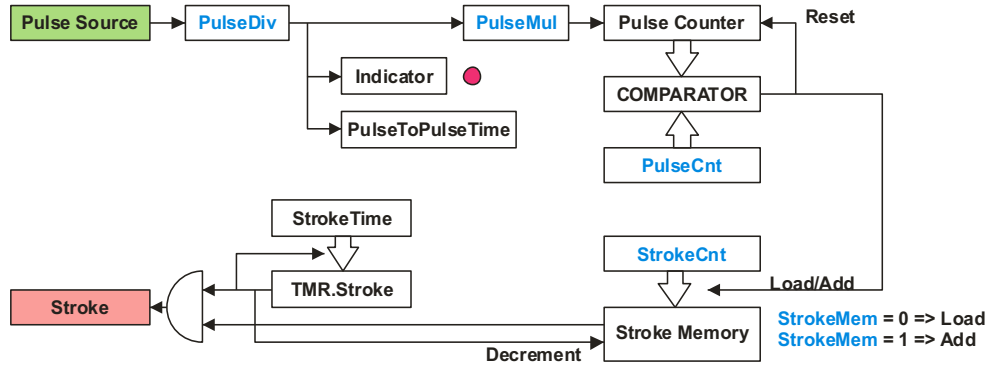 Pulse Source
PulseDiv
PulseMul
Pulse Counter
Reset
Indicator
COMPARATOR
PulseToPulseTime
PulseCnt
StrokeTime
StrokeCnt
TMR.Stroke
Load/Add
Stroke
Stroke Memory
StrokeMem = 0 => Load
StrokeMem = 1 => Add
Decrement